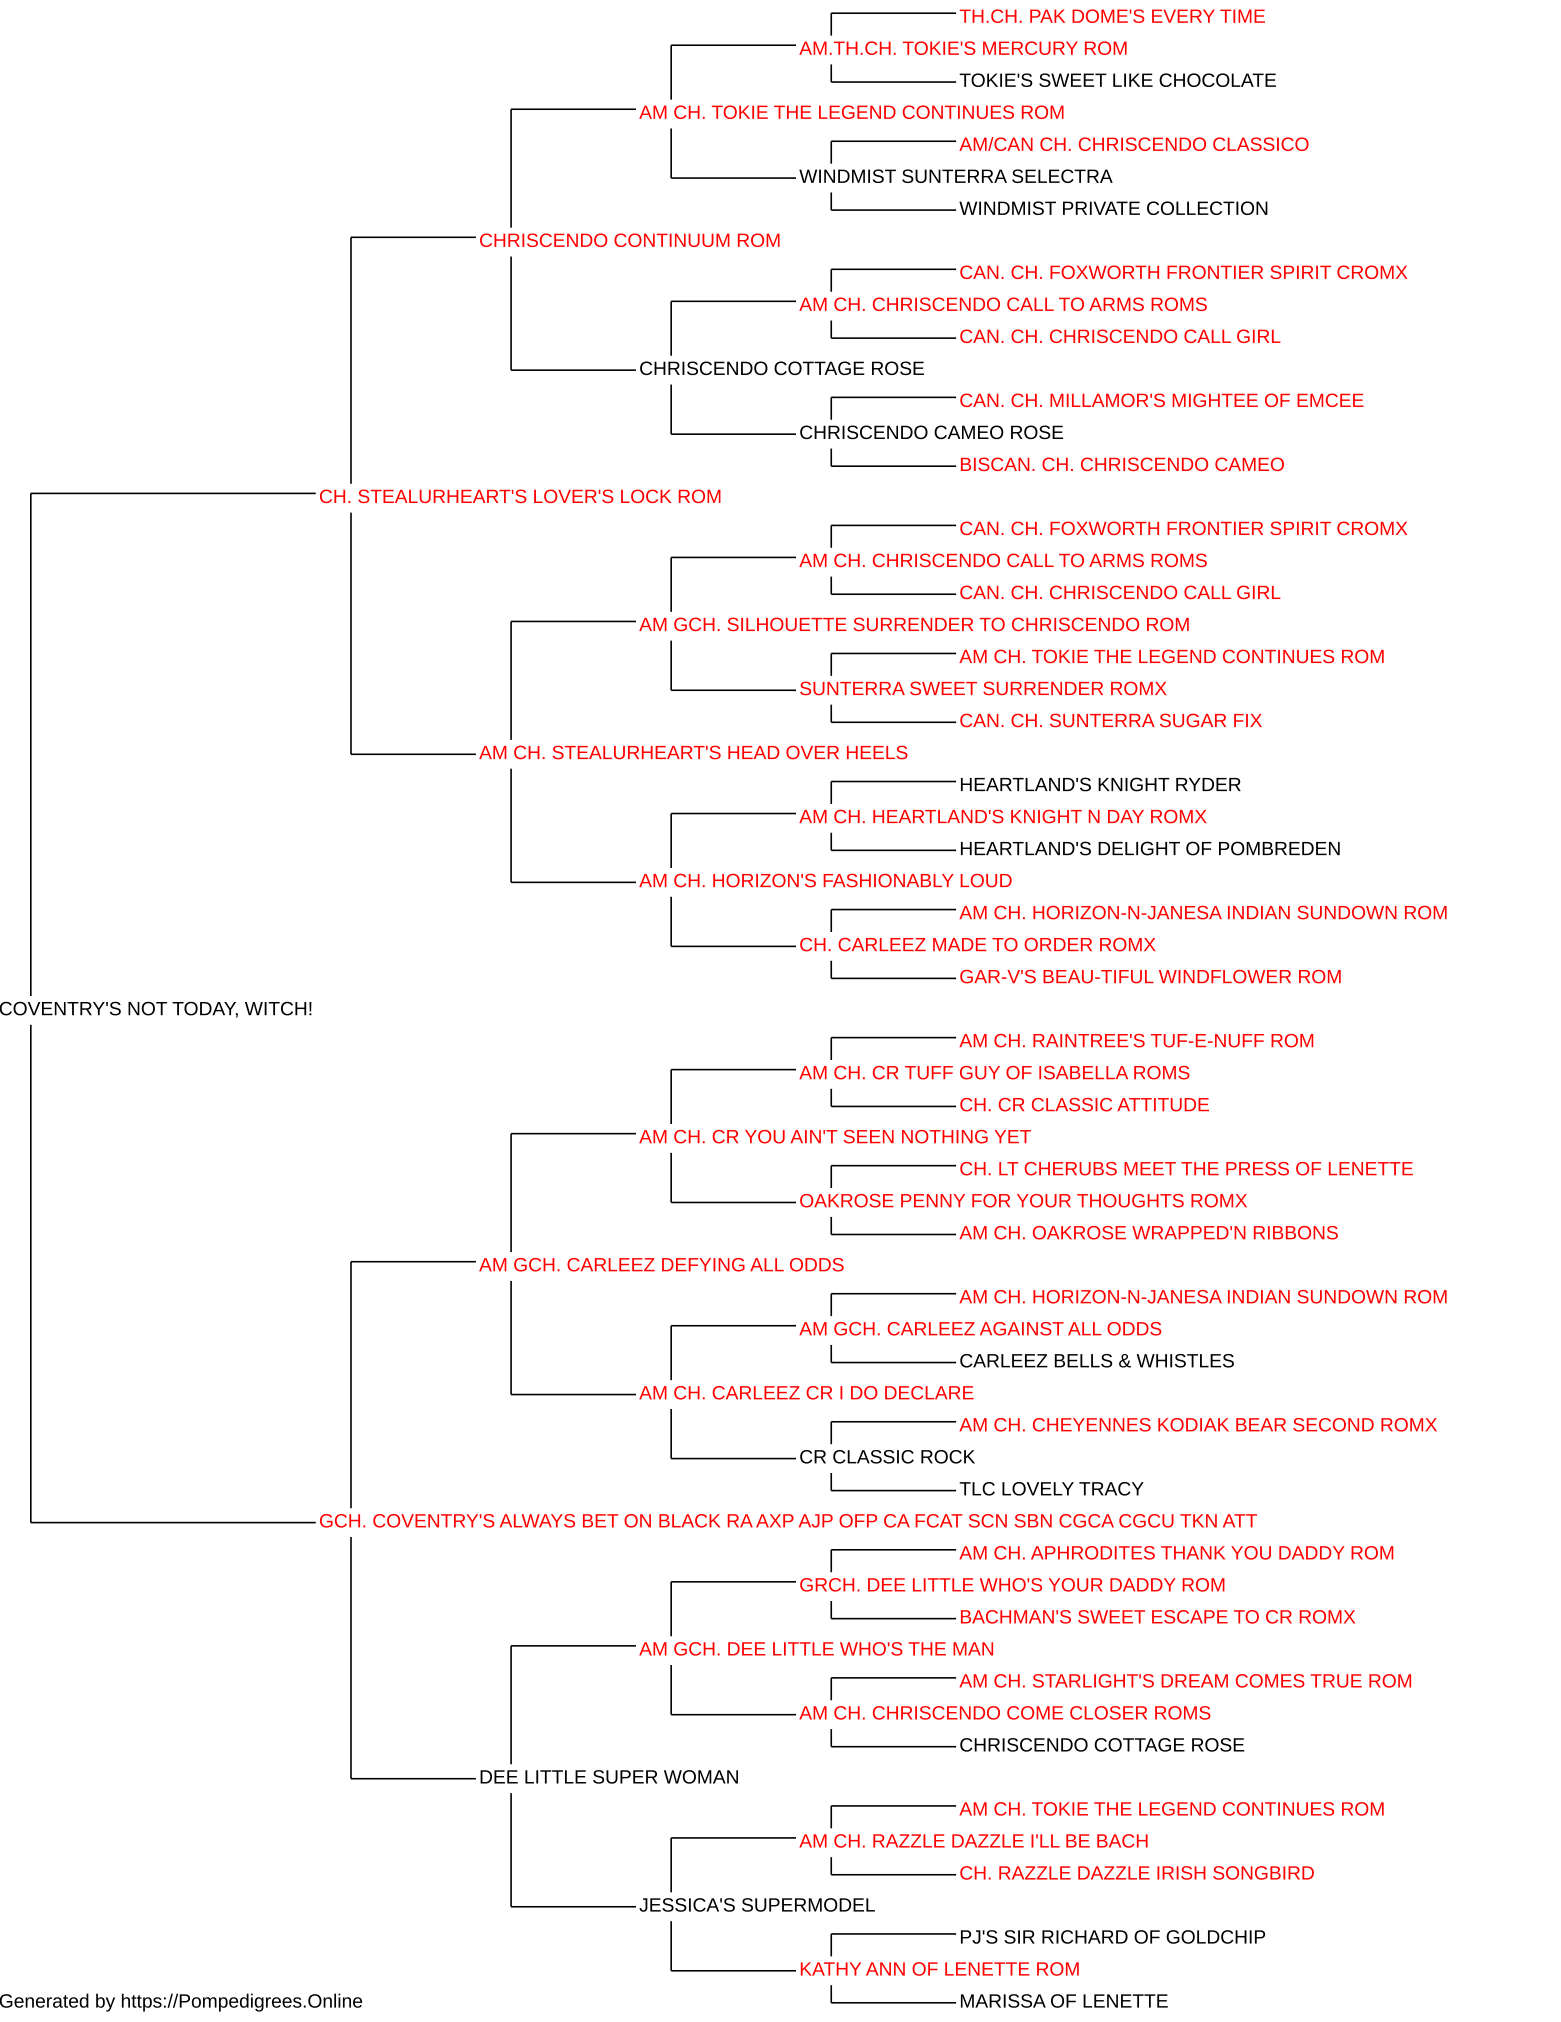 TH.CH. PAK DOME'S EVERY TIME
AM.TH.CH. TOKIE'S MERCURY ROM
TOKIE'S SWEET LIKE CHOCOLATE
AM CH. TOKIE THE LEGEND CONTINUES ROM
AM/CAN CH. CHRISCENDO CLASSICO
WINDMIST SUNTERRA SELECTRA
WINDMIST PRIVATE COLLECTION
CHRISCENDO CONTINUUM ROM
CAN. CH. FOXWORTH FRONTIER SPIRIT CROMX
AM CH. CHRISCENDO CALL TO ARMS ROMS
CAN. CH. CHRISCENDO CALL GIRL
CHRISCENDO COTTAGE ROSE
CAN. CH. MILLAMOR'S MIGHTEE OF EMCEE
CHRISCENDO CAMEO ROSE
BISCAN. CH. CHRISCENDO CAMEO
CH. STEALURHEART'S LOVER'S LOCK ROM
CAN. CH. FOXWORTH FRONTIER SPIRIT CROMX
AM CH. CHRISCENDO CALL TO ARMS ROMS
CAN. CH. CHRISCENDO CALL GIRL
AM GCH. SILHOUETTE SURRENDER TO CHRISCENDO ROM
AM CH. TOKIE THE LEGEND CONTINUES ROM
SUNTERRA SWEET SURRENDER ROMX
CAN. CH. SUNTERRA SUGAR FIX
AM CH. STEALURHEART'S HEAD OVER HEELS
HEARTLAND'S KNIGHT RYDER
AM CH. HEARTLAND'S KNIGHT N DAY ROMX
HEARTLAND'S DELIGHT OF POMBREDEN
AM CH. HORIZON'S FASHIONABLY LOUD
AM CH. HORIZON-N-JANESA INDIAN SUNDOWN ROM
CH. CARLEEZ MADE TO ORDER ROMX
GAR-V'S BEAU-TIFUL WINDFLOWER ROM
COVENTRY'S NOT TODAY, WITCH!
AM CH. RAINTREE'S TUF-E-NUFF ROM
AM CH. CR TUFF GUY OF ISABELLA ROMS
CH. CR CLASSIC ATTITUDE
AM CH. CR YOU AIN'T SEEN NOTHING YET
CH. LT CHERUBS MEET THE PRESS OF LENETTE
OAKROSE PENNY FOR YOUR THOUGHTS ROMX
AM CH. OAKROSE WRAPPED'N RIBBONS
AM GCH. CARLEEZ DEFYING ALL ODDS
AM CH. HORIZON-N-JANESA INDIAN SUNDOWN ROM
AM GCH. CARLEEZ AGAINST ALL ODDS
CARLEEZ BELLS & WHISTLES
AM CH. CARLEEZ CR I DO DECLARE
AM CH. CHEYENNES KODIAK BEAR SECOND ROMX
CR CLASSIC ROCK
TLC LOVELY TRACY
GCH. COVENTRY'S ALWAYS BET ON BLACK RA AXP AJP OFP CA FCAT SCN SBN CGCA CGCU TKN ATT
AM CH. APHRODITES THANK YOU DADDY ROM
GRCH. DEE LITTLE WHO'S YOUR DADDY ROM
BACHMAN'S SWEET ESCAPE TO CR ROMX
AM GCH. DEE LITTLE WHO'S THE MAN
AM CH. STARLIGHT'S DREAM COMES TRUE ROM
AM CH. CHRISCENDO COME CLOSER ROMS
CHRISCENDO COTTAGE ROSE
DEE LITTLE SUPER WOMAN
AM CH. TOKIE THE LEGEND CONTINUES ROM
AM CH. RAZZLE DAZZLE I'LL BE BACH
CH. RAZZLE DAZZLE IRISH SONGBIRD
JESSICA'S SUPERMODEL
PJ'S SIR RICHARD OF GOLDCHIP
KATHY ANN OF LENETTE ROM
MARISSA OF LENETTE
Generated by https://Pompedigrees.Online